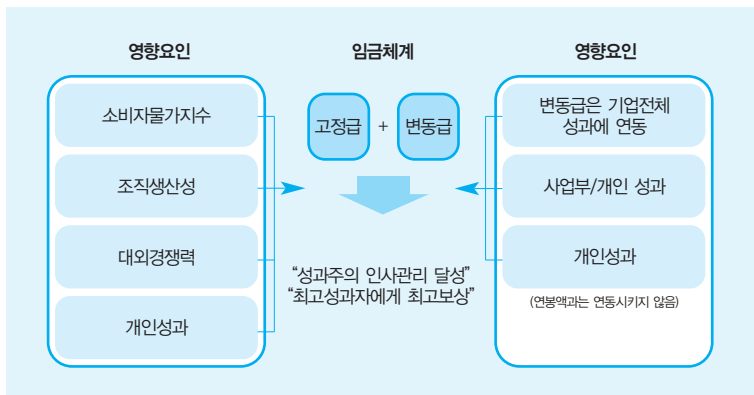 영향요인
소비자물가지수
조직생산성
대외경쟁력
개인성과
임금체계
고정급 + 변동급
“성과주의 인사관리 달성”
“최고성과자에게 최고보상”
영향요인
변동급은 기업전체
성과에 연동
사업부/개인 성과
개인성과
(연봉액과는 연동시키지 않음)